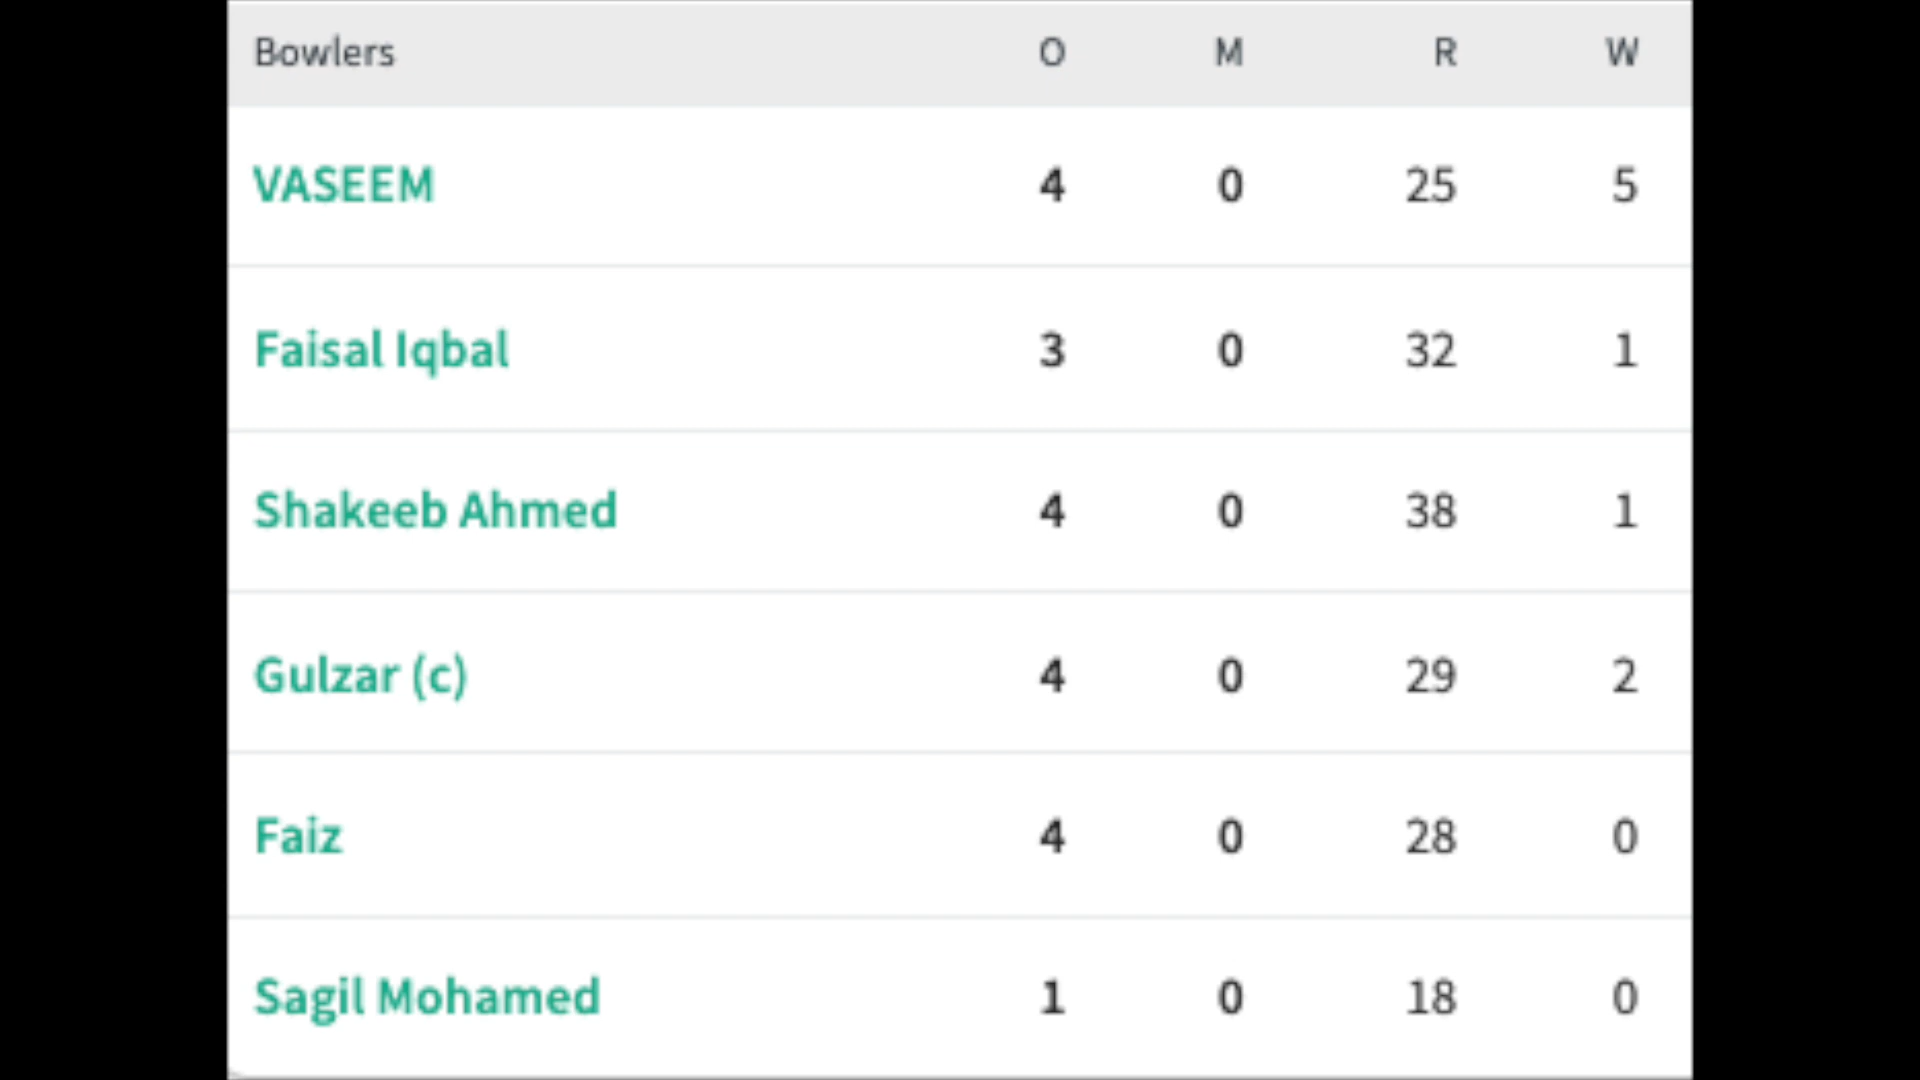 Bowlers O M R W
VASEEM 4 0 25 5
Faisal Iqbal 3 0 32 1
Shakeeb Ahmed 4 0 38 1
Gulzar (c) 4 0 29 2
Faiz 4 0 28 0
Sagil Mohamed 1 0 18 0